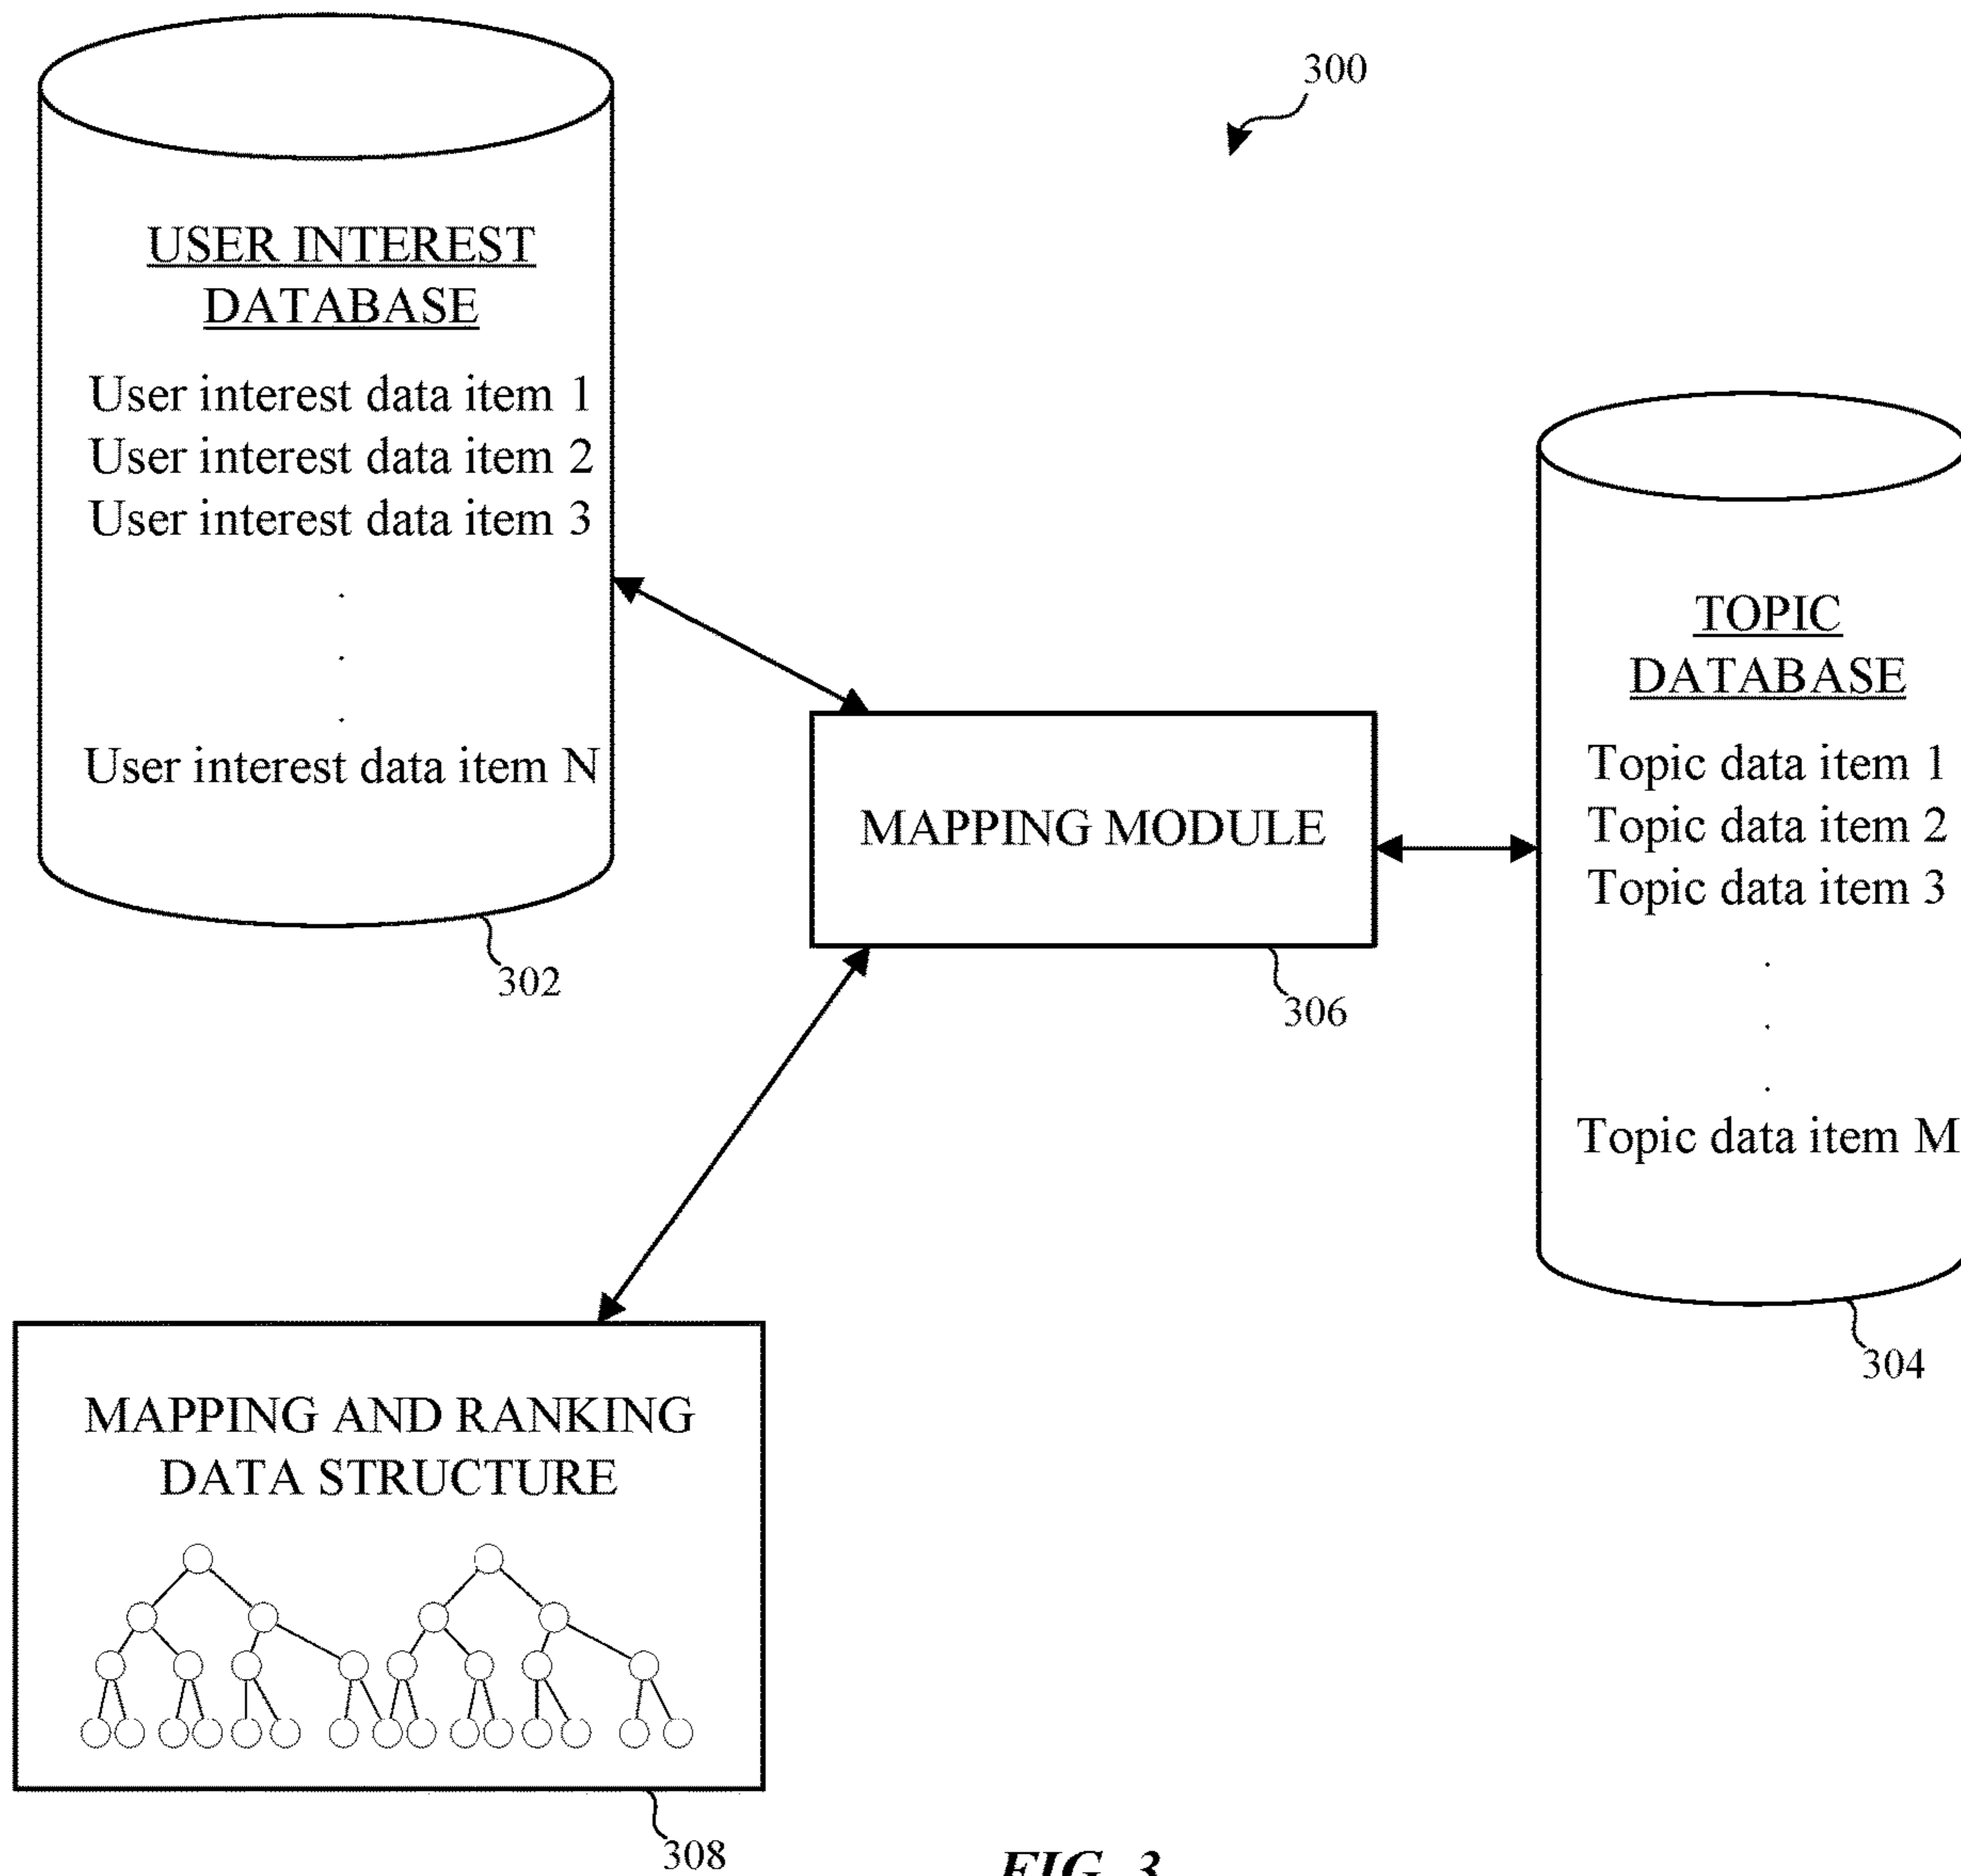 300
USER INTEREST
DATABASE
User interest data item 1
User interest data item 2
User interest data item 3
.
.
.
User interest data item N
302
MAPPING MODULE
306
TOPIC
DATABASE
Topic data item 1
Topic data item 2
Topic data item 3
.
.
.
Topic data item M
304
MAPPING AND RANKING
DATA STRUCTURE
308
FIG. 3